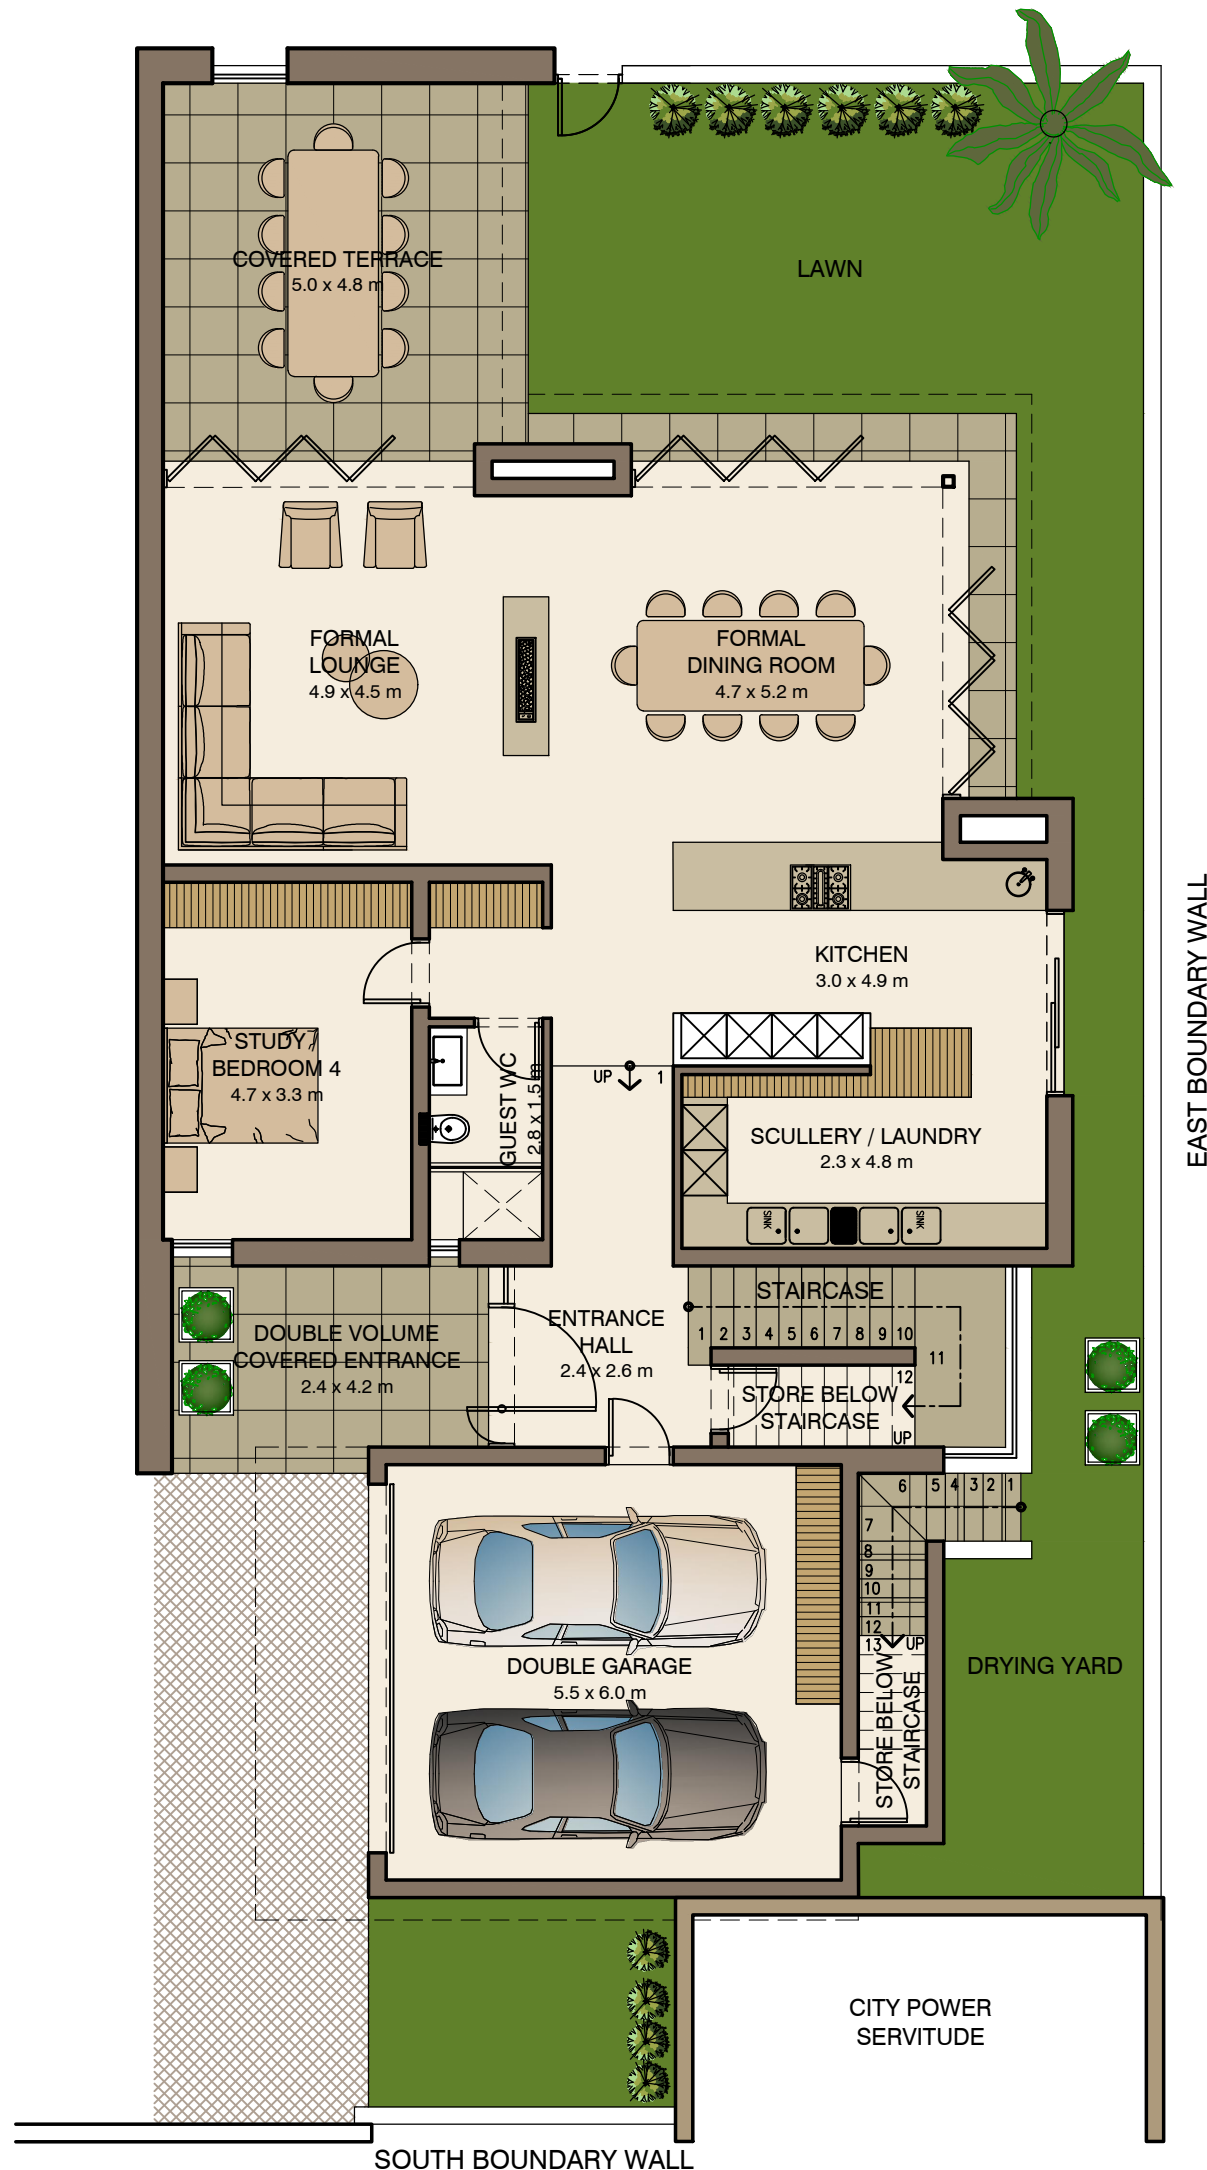 COVERED TERRACE
5.0 x 4.8 m
LAWN
FORMAL
LOUNGE
4.9 x 4.5 m
FORMAL
DINING ROOM
4.7 x 5.2 m
KITCHEN
3.0 x 4.9 m
EAST BOUNDARY WALL
STUDY /
BEDROOM 4
4.7 x 3.3 m
GUEST WC
2.8 x 1.5 m
UP 1
SCULLERY / LAUNDRY
2.3 x 4.8 m
SINK
SINK
STAIRCASE
1 2 3 4 5 6 7 8 9 10
11
12
UP
ENTRANCE
HALL
2.4 x 2.6 m
DOUBLE VOLUME
COVERED ENTRANCE
2.4 x 4.2 m
STORE BELOW
STAIRCASE
6 5 4 3 2 1
7
8
9
10
11
12
13 UP
DOUBLE GARAGE
5.5 x 6.0 m
STORE BELOW
STAIRCASE
DRYING YARD
CITY POWER
SERVITUDE
SOUTH BOUNDARY WALL